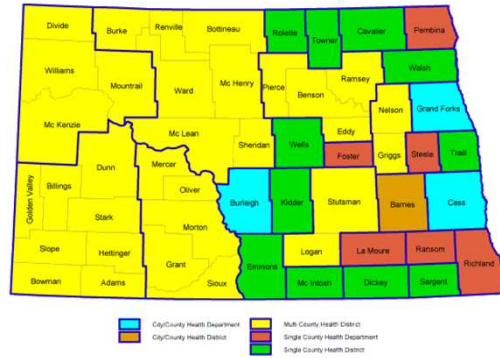 Divide
Burke
Renville
Bottineau
Rolette
Towner
Cavalier
Pembina
Williams
Mountrail
Ward
Mc Henry
Pierce
Benson
Ramsey
Walsh
Nelson
Grand Forks
Mc Kenzie
Mc Lean
Sheridan
Wells
Eddy
Foster
Griggs
Steele
Traill
Golden Valley
Billings
Dunn
Mercer
Oliver
Burleigh
Kidder
Stutsman
Barnes
Cass
Stark
Morton
Slope
Hettinger
Grant
Sioux
Emmons
Logan
La Moure
Ransom
Richland
Bowman
Adams
Mc Intosh
Dickey
Sargent
City/County Health Department
Multi County Health District
City/County Health District
Single County Health Department
Single County Health District